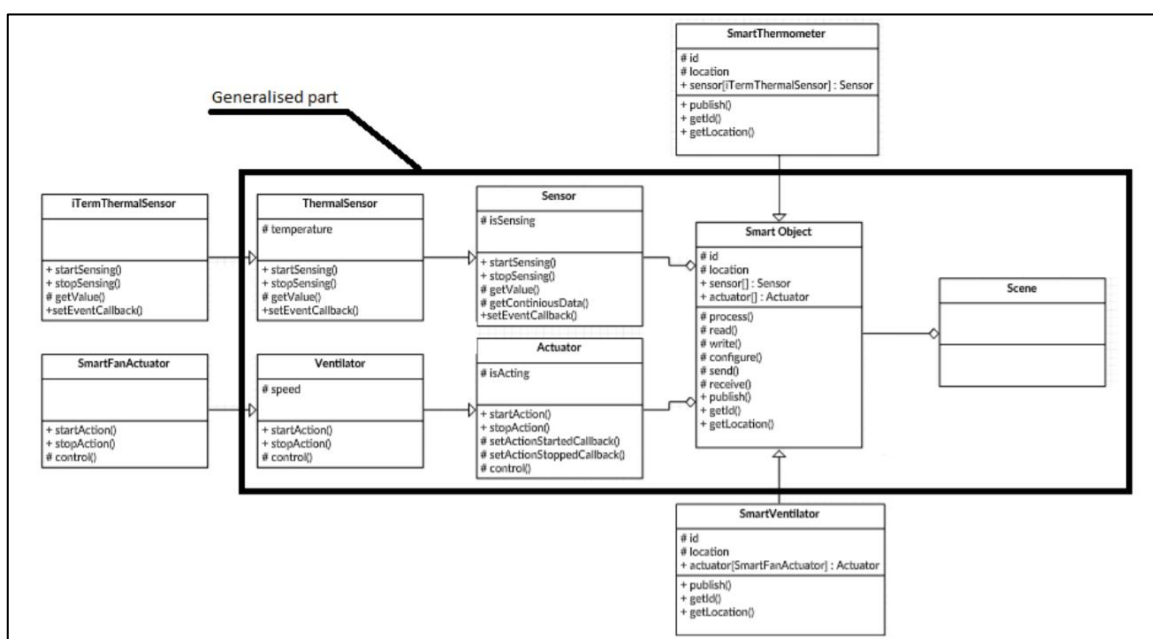 SmartThermometer
# id
# location
+ sensor[iTermThermalSensor] : Sensor
+ publish()
+ getId()
+ getLocation()
Generalised part
iTermThermalSensor
+ startSensing()
+ stopSensing()
# getValue()
+setEventCallback()
ThermalSensor
# temperature
+ startSensing()
+ stopSensing()
# getValue()
+setEventCallback()
Sensor
# isSensing
+ startSensing()
+ stopSensing()
# getValue()
# getContiniousData()
+setEventCallback()
Smart Object
# id
# location
+ sensor[] : Sensor
+ actuator[] : Actuator
# process()
# read()
# write()
# configure()
# send()
# receive()
+ publish()
+ getId()
+ getLocation()
Scene
SmartFanActuator
+ startAction()
+ stopAction()
# control()
Ventilator
# speed
+ startAction()
+ stopAction()
# control()
Actuator
# isActing
+ startAction()
+ stopAction()
# setActionStartedCallback()
# setActionStoppedCallback()
# control()
SmartVentilator
# id
# location
+ actuator[SmartFanActuator] : Actuator
+ publish()
+ getId()
+ getLocation()